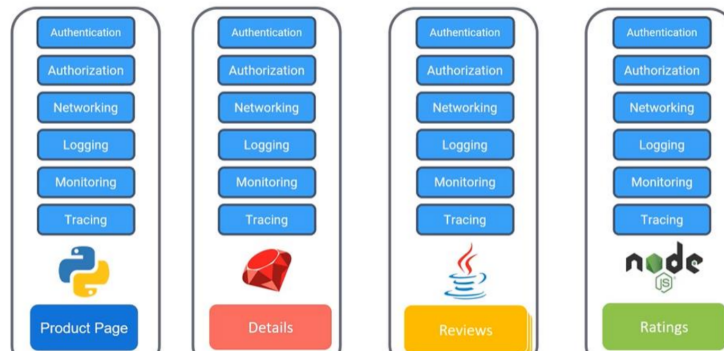 Authentication
Authorization
Networking
Logging
Monitoring
Tracing
Product Page
Authentication
Authorization
Networking
Logging
Monitoring
Tracing
Details
Authentication
Authorization
Networking
Logging
Monitoring
Tracing
Reviews
Authentication
Authorization
Networking
Logging
Monitoring
Tracing
node
JS
Ratings